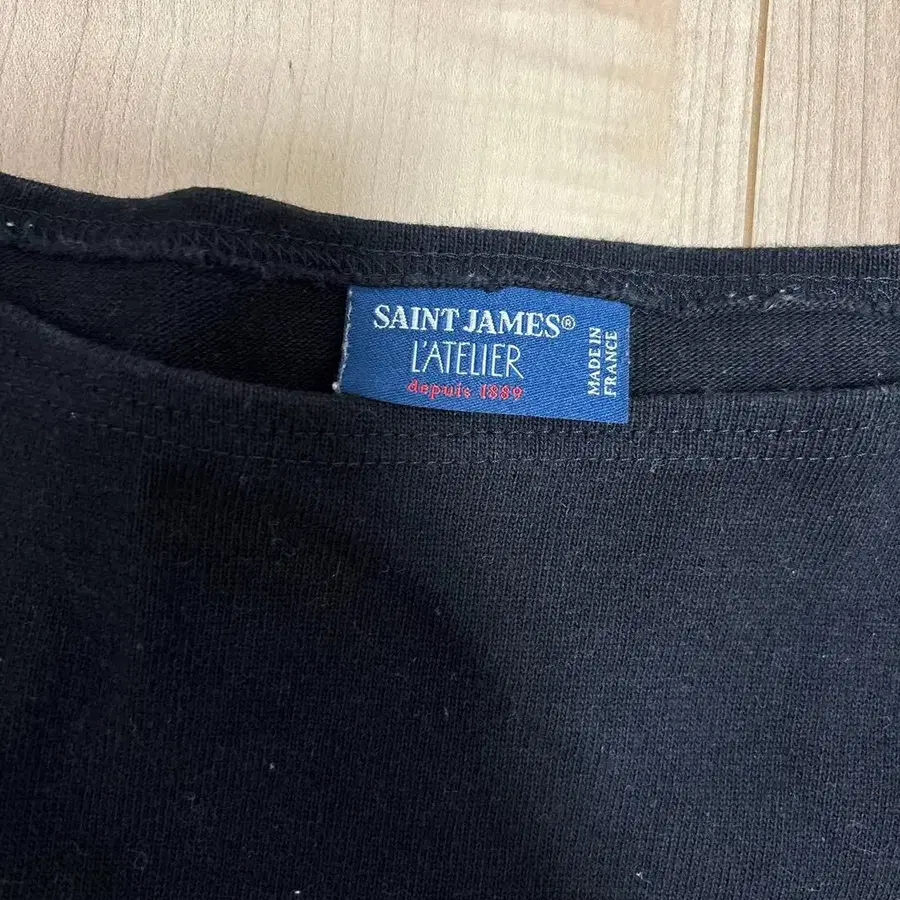 SAINT JAMES®
L'ATELIER
depuis 1889
MADE IN
FRANCE